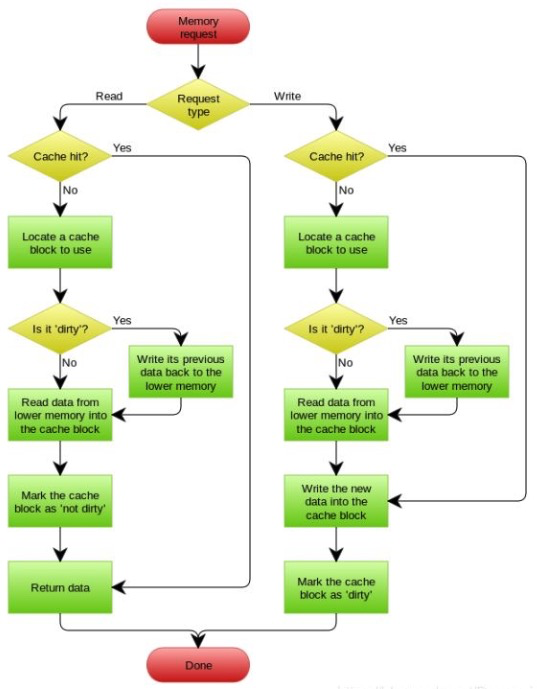 Memory
request
Request
type
Read
Write
Cache hit?
Yes
No
Locate a cache
block to use
Is it 'dirty'?
Yes
No
Write its previous
data back to the
lower memory
Read data from
lower memory into
the cache block
Mark the cache
block as 'not dirty'
Return data
Cache hit?
Yes
No
Locate a cache
block to use
Is it 'dirty'?
Yes
No
Write its previous
data back to the
lower memory
Read data from
lower memory into
the cache block
Write the new
data into the
cache block
Mark the cache
block as 'dirty'
Done